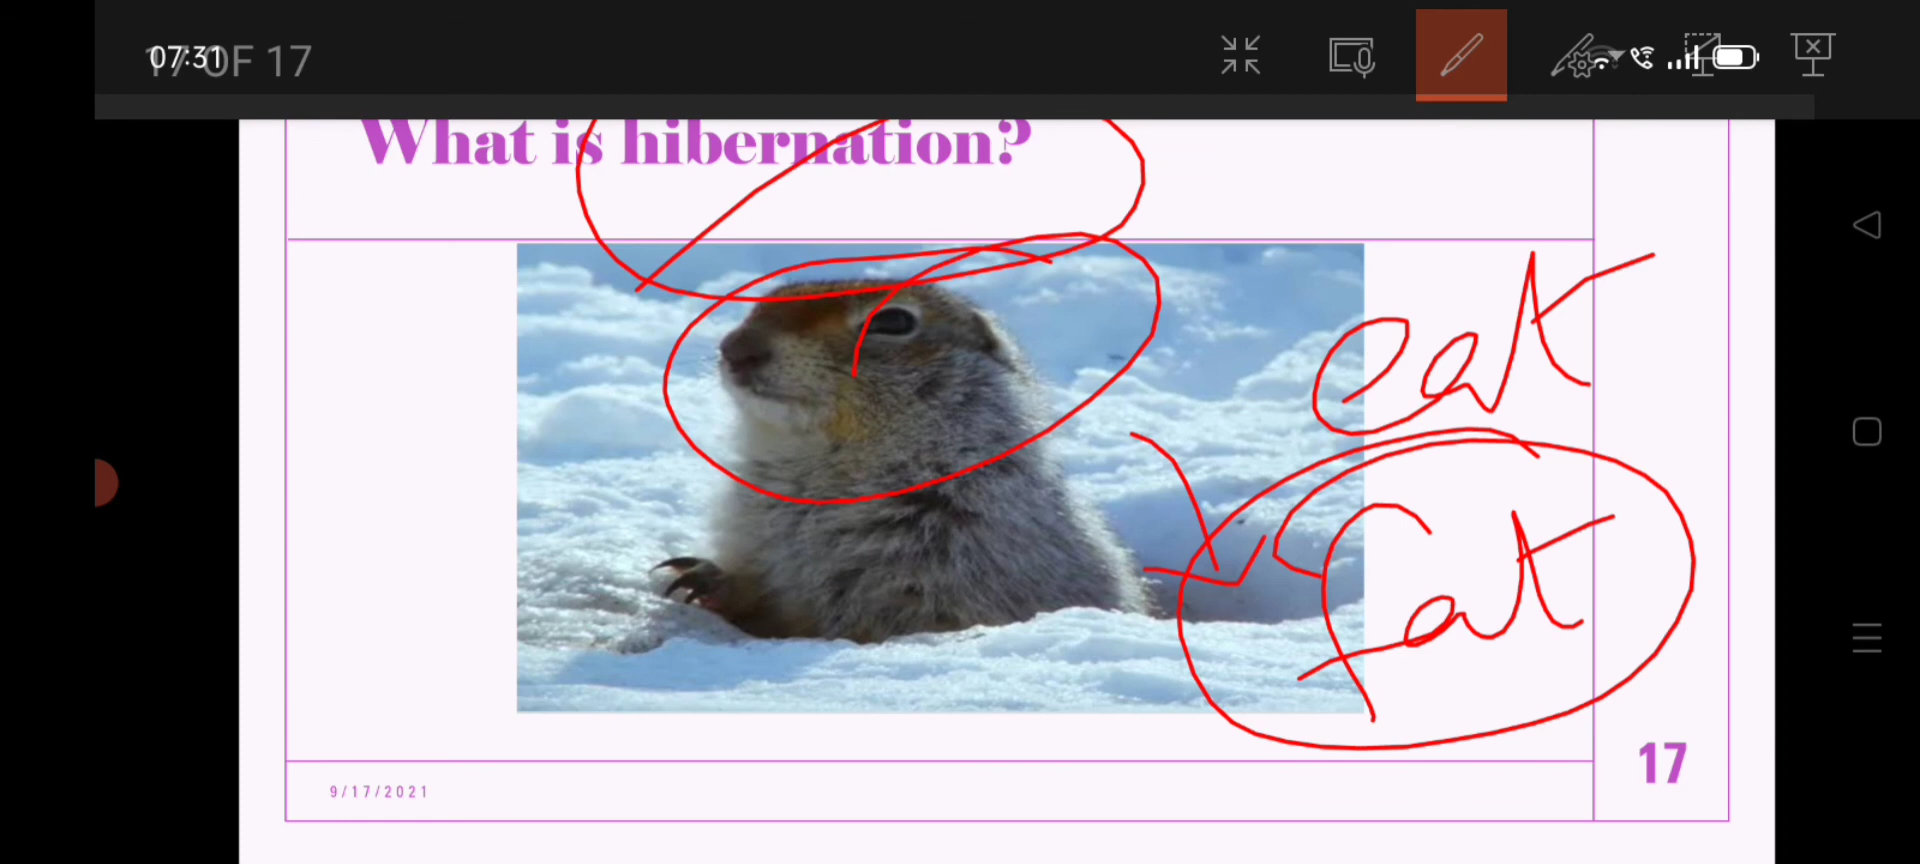 07:31
17 OF 17
What is hibernation?
eat
fat
17
9/17/2021